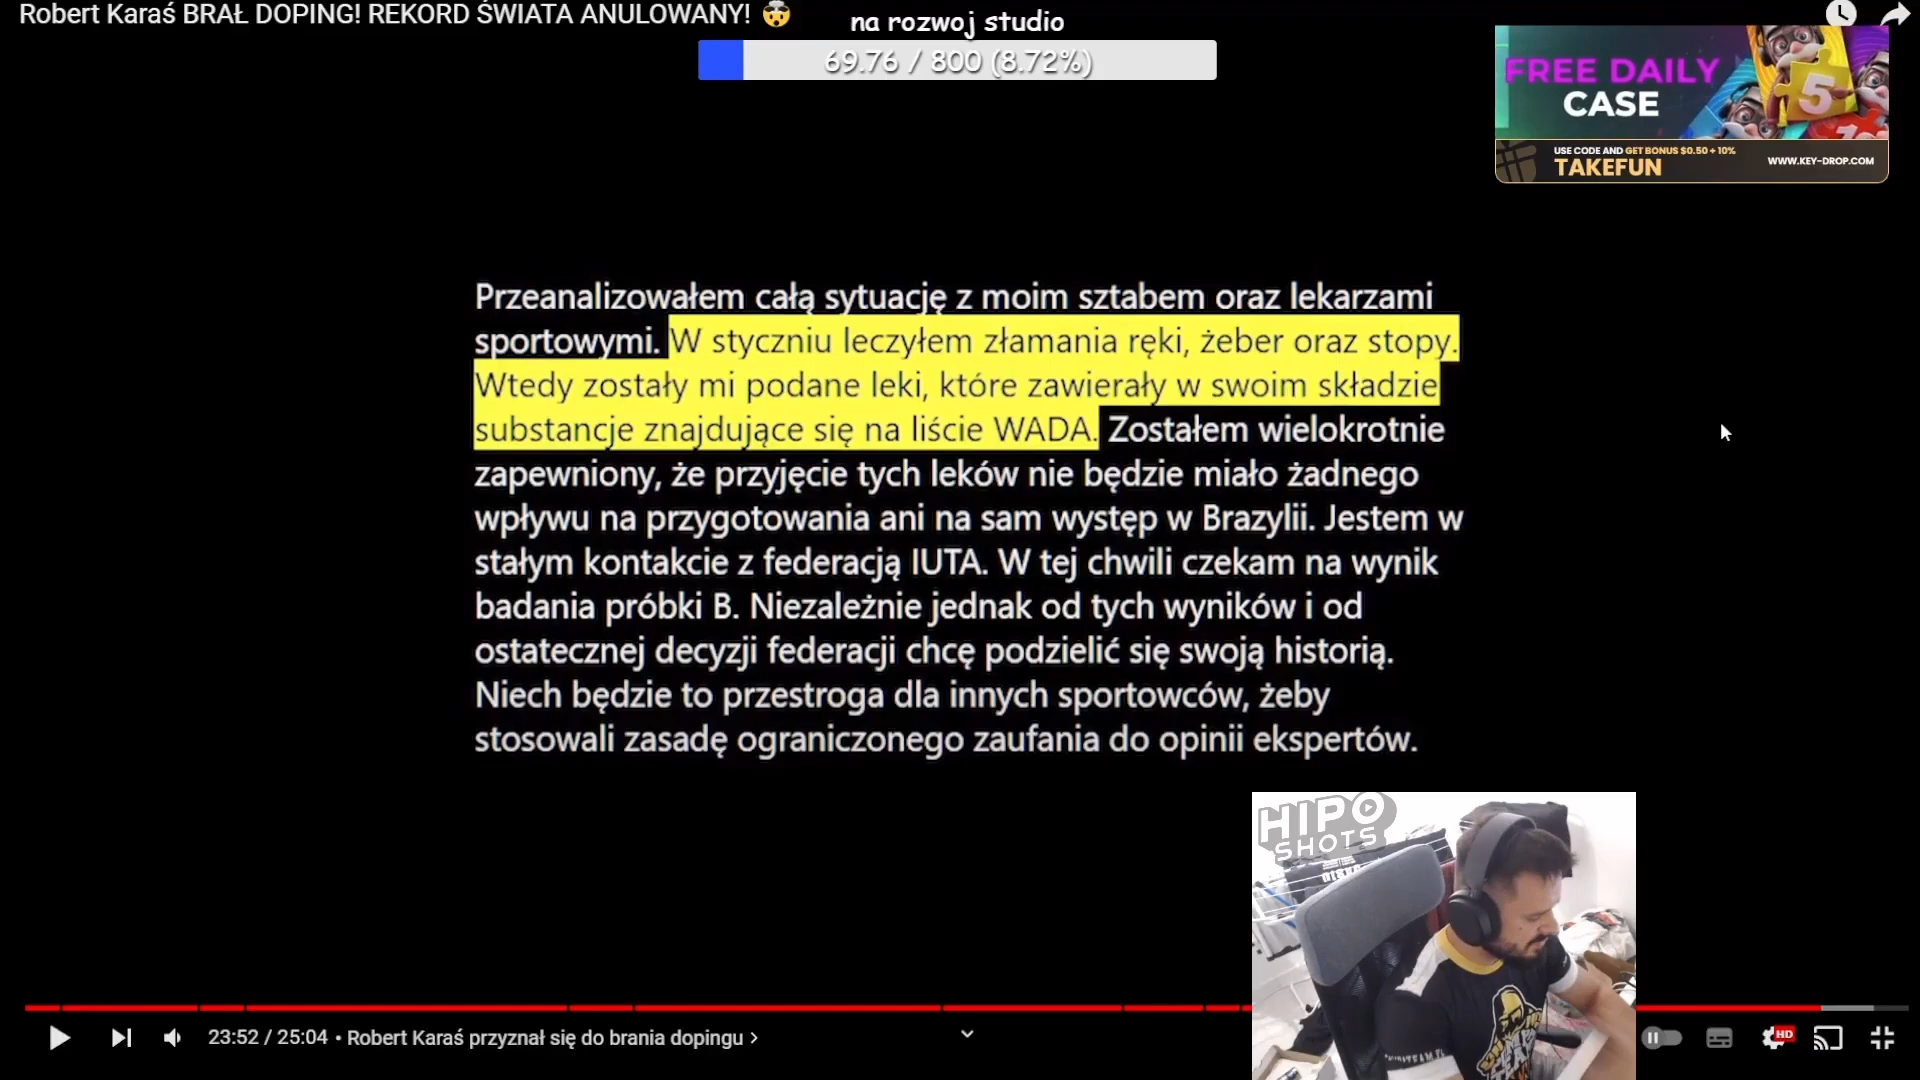 Robert Karaś BRAŁ DOPING! REKORD ŚWIATA ANULOWANY! 🤯
na rozwoj studio
69.76 / 800 (8.72%)
FREE DAILY
CASE
5
USE CODE AND GET BONUS $0.50 + 10%
TAKEFUN
WWW.KEY-DROP.COM
Przeanalizowałem całą sytuację z moim sztabem oraz lekarzami
sportowymi. W styczniu leczyłem złamania ręki, żeber oraz stopy.
Wtedy zostały mi podane leki, które zawierały w swoim składzie
substancje znajdujące się na liście WADA. Zostałem wielokrotnie
zapewniony, że przyjęcie tych leków nie będzie miało żadnego
wpływu na przygotowania ani na sam występ w Brazylii. Jestem w
stałym kontakcie z federacją IUTA. W tej chwili czekam na wynik
badania próbki B. Niezależnie jednak od tych wyników i od
ostatecznej decyzji federacji chcę podzielić się swoją historią.
Niech będzie to przestroga dla innych sportowców, żeby
stosowali zasadę ograniczonego zaufania do opinii ekspertów.
HIPO
SHOTS
23:52 / 25:04 • Robert Karaś przyznał się do brania dopingu >
HD